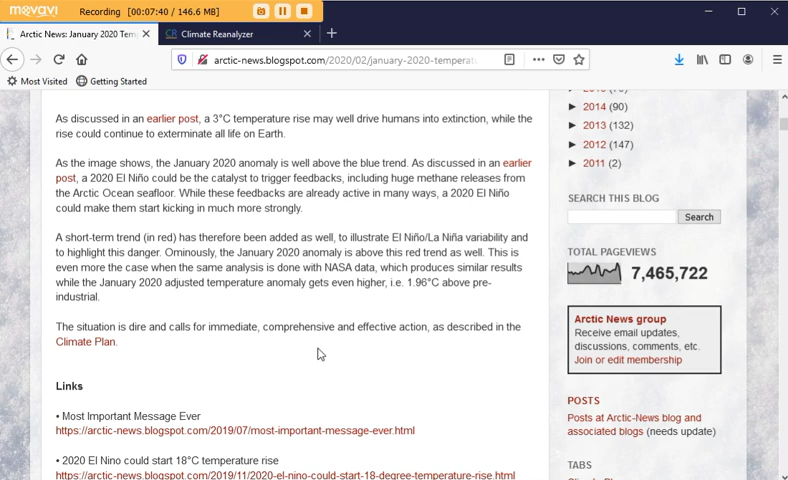 movavi Recording [00:07:40 / 146.6 MB]
Arctic News: January 2020 Tem
Climate Reanalyzer
arctic-news.blogspot.com/2020/02/january-2020-temperat
Most Visited Getting Started
As discussed in an earlier post, a 3°C temperature rise may well drive humans into extinction, while the
rise could continue to exterminate all life on Earth.
As the image shows, the January 2020 anomaly is well above the blue trend. As discussed in an earlier
post, a 2020 El Niño could be the catalyst to trigger feedbacks, including huge methane releases from
the Arctic Ocean seafloor. While these feedbacks are already active in many ways, a 2020 El Niño
could make them start kicking in much more strongly.
A short-term trend (in red) has therefore been added as well, to illustrate El Niño/La Niña variability and
to highlight this danger. Ominously, the January 2020 anomaly is above this red trend as well. This is
even more the case when the same analysis is done with NASA data, which produces similar results
while the January 2020 adjusted temperature anomaly gets even higher, i.e. 1.96°C above pre-
industrial.
The situation is dire and calls for immediate, comprehensive and effective action, as described in the
Climate Plan.
Links
• Most Important Message Ever
https://arctic-news.blogspot.com/2019/07/most-important-message-ever.html
• 2020 El Nino could start 18°C temperature rise
https://arctic-news.blogspot.com/2019/11/2020-el-nino-could-start-18-degree-temperature-rise.html
► 2014 (90)
► 2013 (132)
► 2012 (147)
► 2011 (2)
SEARCH THIS BLOG
Search
TOTAL PAGEVIEWS
7,465,722
Arctic News group
Receive email updates,
discussions, comments, etc.
Join or edit membership
POSTS
Posts at Arctic-News blog and
associated blogs (needs update)
TABS